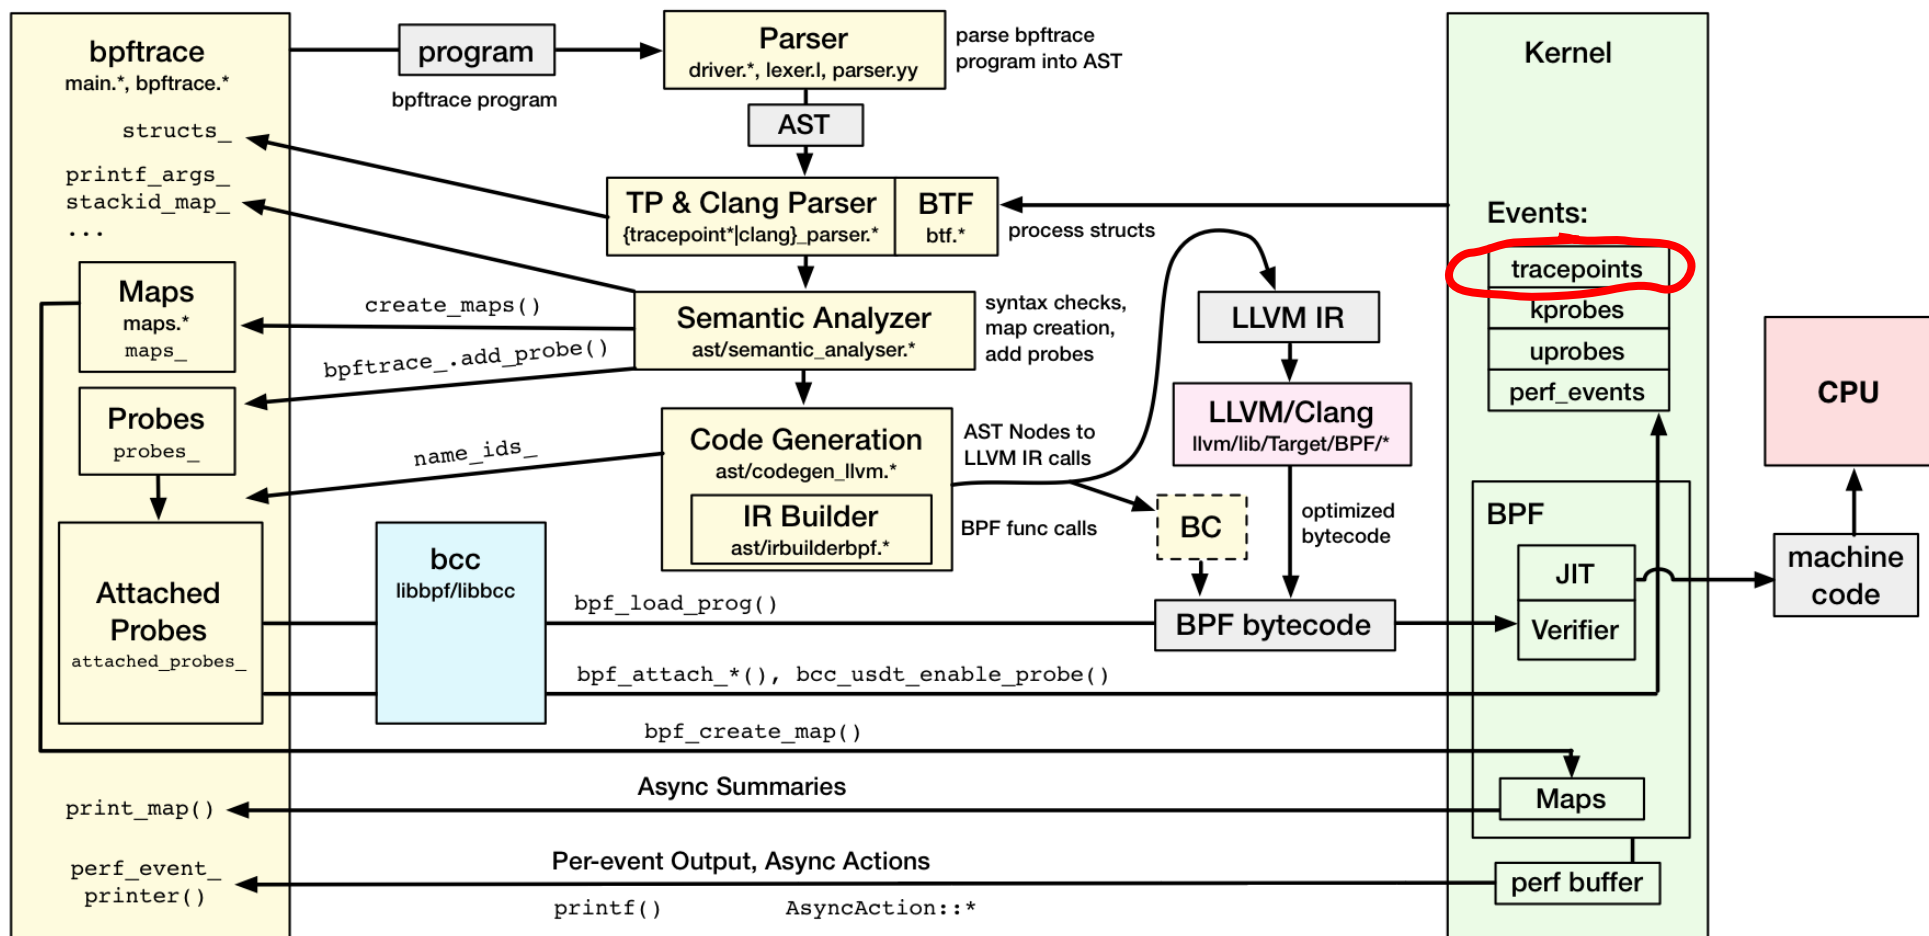 bpftrace
main.*, bpftrace.*
structs_
printf_args_
stackid_map_
...
Maps
maps.*
maps_
Probes
probes_
Attached
Probes
attached_probes_
print_map()
perf_event_
printer()
program
bpftrace program
Parser
driver.*, lexer.l, parser.yy
parse bpftrace
program into AST
AST
TP & Clang Parser
{tracepoint*|clang}_parser.*
BTF
btf.*
process structs
create_maps()
bpftrace_.add_probe()
name_ids_
Semantic Analyzer
ast/semantic_analyser.*
syntax checks,
map creation,
add probes
Code Generation
ast/codegen_llvm.*
IR Builder
ast/irbuilderbpf.*
AST Nodes to
LLVM IR calls
BPF func calls
LLVM IR
LLVM/Clang
llvm/lib/Target/BPF/*
optimized
bytecode
BC
BPF bytecode
bcc
libbpf/libbcc
bpf_load_prog()
bpf_attach_*(), bcc_usdt_enable_probe()
bpf_create_map()
Async Summaries
Per-event Output, Async Actions
printf()
AsyncAction::*
Kernel
Events:
tracepoints
kprobes
uprobes
perf_events
BPF
JIT
Verifier
Maps
perf buffer
CPU
machine
code